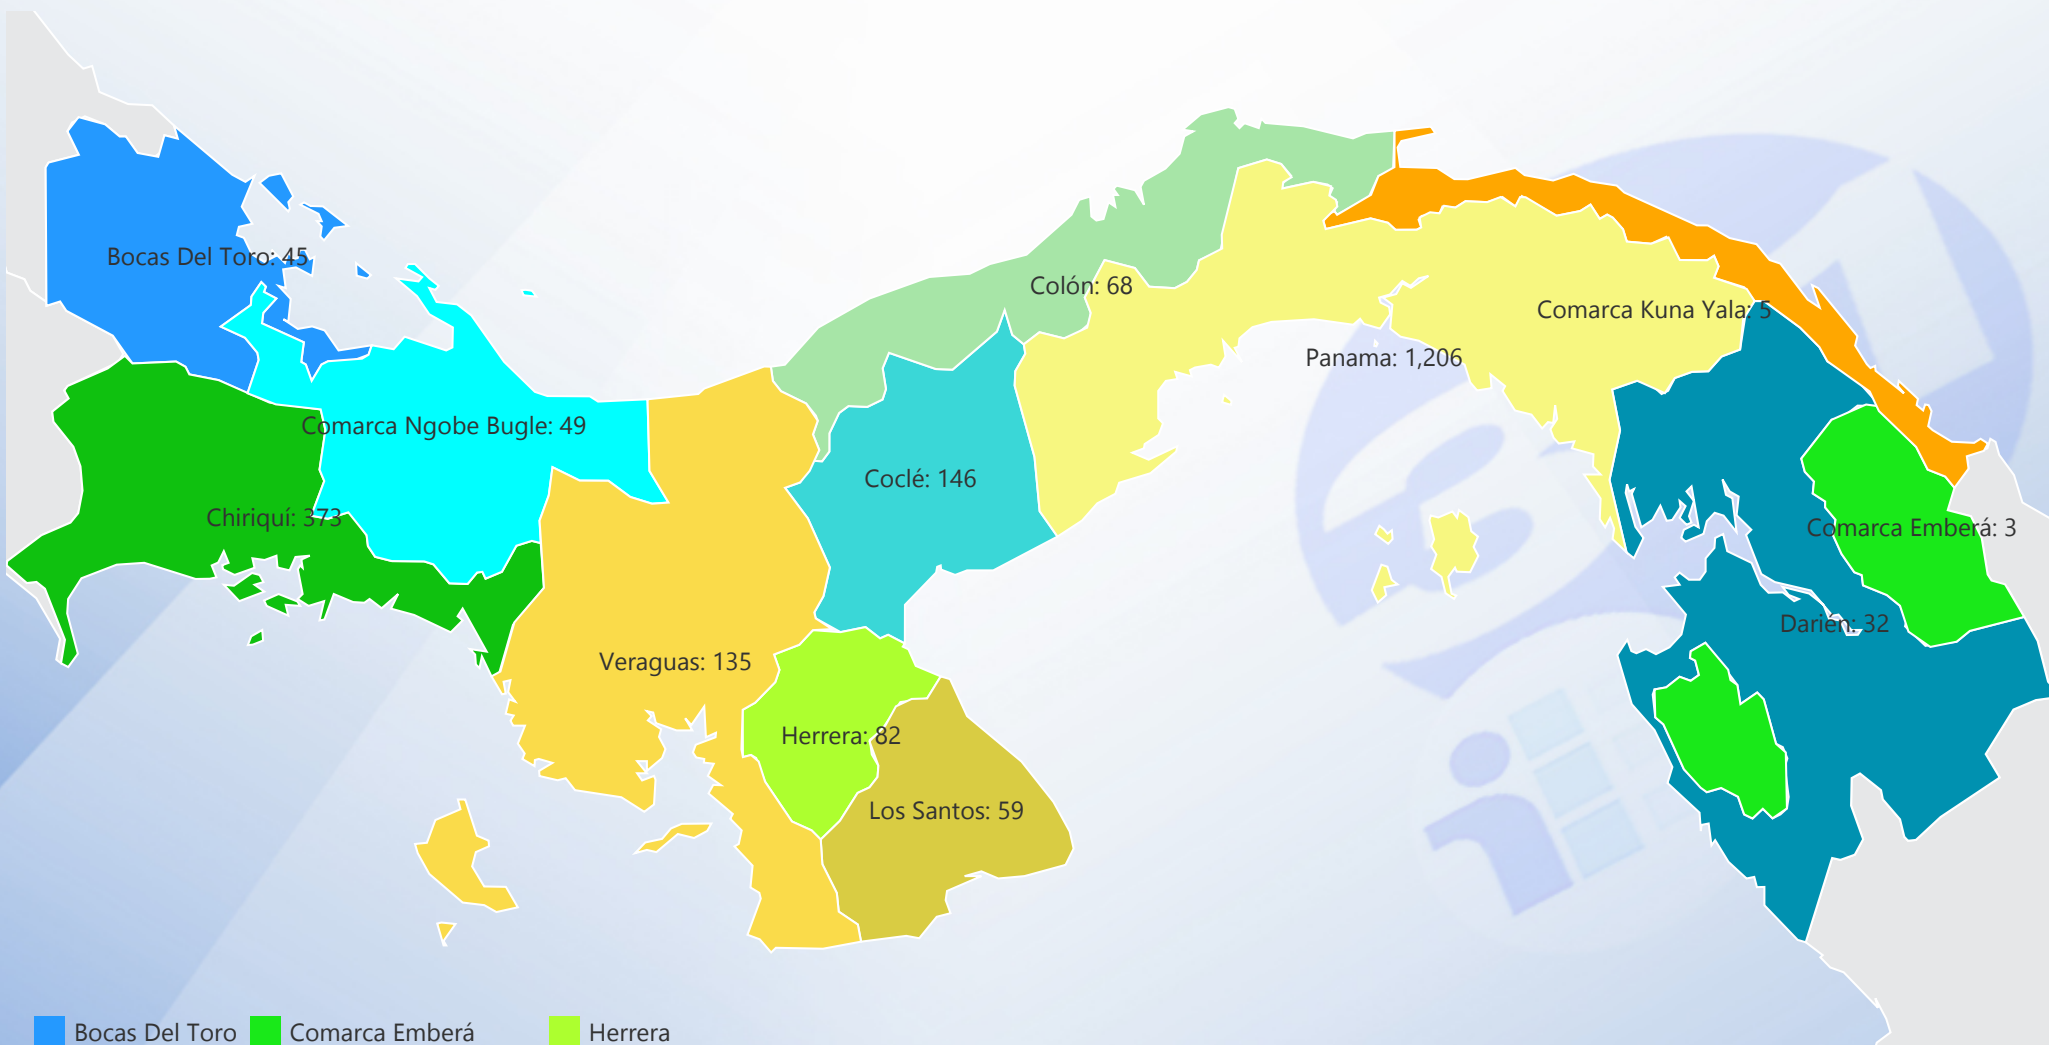 Bocas Del Toro: 45
Colón: 68
Comarca Kuna Yala: 5
Panama: 1,206
Comarca Ngobe Bugle: 49
Coclé: 146
Chiriquí: 373
Comarca Emberá: 3
Darién: 32
Veraguas: 135
Herrera: 82
Los Santos: 59
Bocas Del Toro Comarca Emberá Herrera